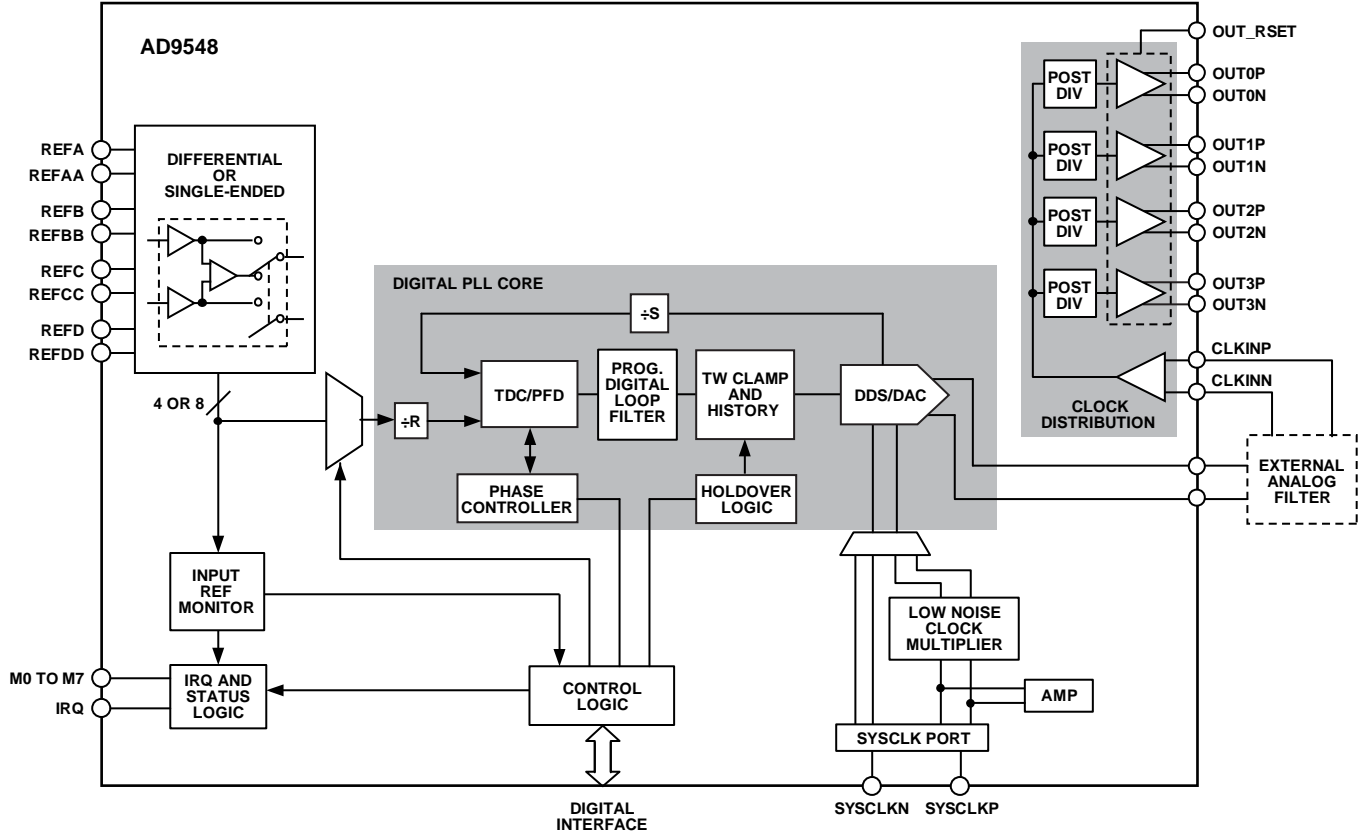 AD9548
OUT_RSET
POST
DIV
OUT0P
OUT0N
POST
DIV
OUT1P
OUT1N
POST
DIV
OUT2P
OUT2N
POST
DIV
OUT3P
OUT3N
CLKINP
CLKINN
CLOCK
DISTRIBUTION
EXTERNAL
ANALOG
FILTER
REFA
REFAA
REFB
REFBB
REFC
REFCC
REFD
REFDD
DIFFERENTIAL
OR
SINGLE-ENDED
4 OR 8
DIGITAL PLL CORE
÷S
÷R
TDC/PFD
PROG.
DIGITAL
LOOP
FILTER
TW CLAMP
AND
HISTORY
DDS/DAC
PHASE
CONTROLLER
HOLDOVER
LOGIC
INPUT
REF
MONITOR
LOW NOISE
CLOCK
MULTIPLIER
M0 TO M7
IRQ
IRQ AND
STATUS
LOGIC
CONTROL
LOGIC
AMP
SYSCLK PORT
DIGITAL
INTERFACE
SYSCLKN
SYSCLKP